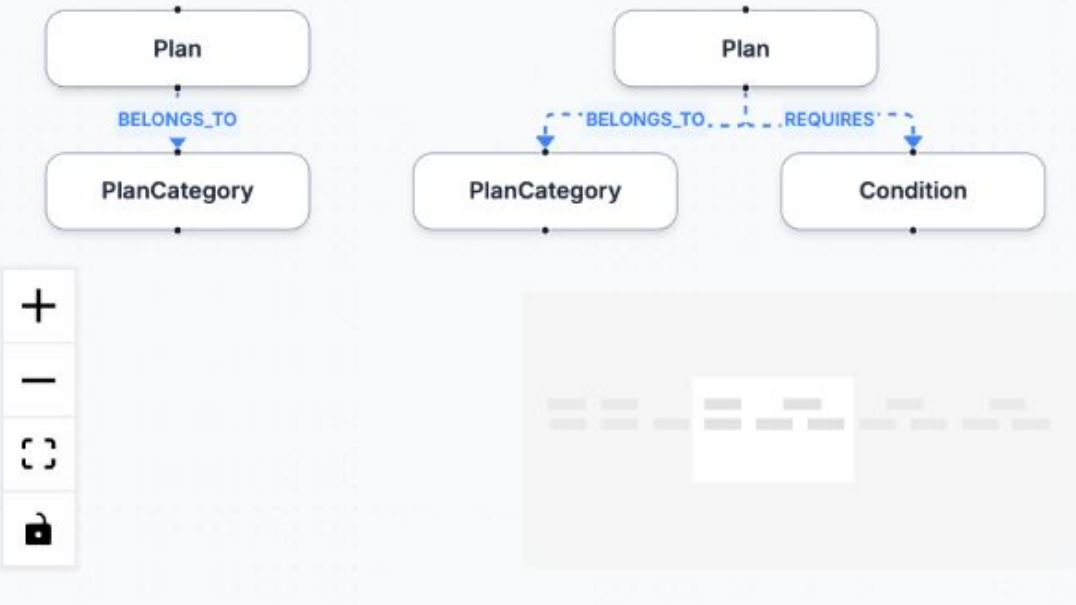 Plan
Plan
BELONGS_TO
BELONGS_TO
REQUIRES
PlanCategory
PlanCategory
Condition